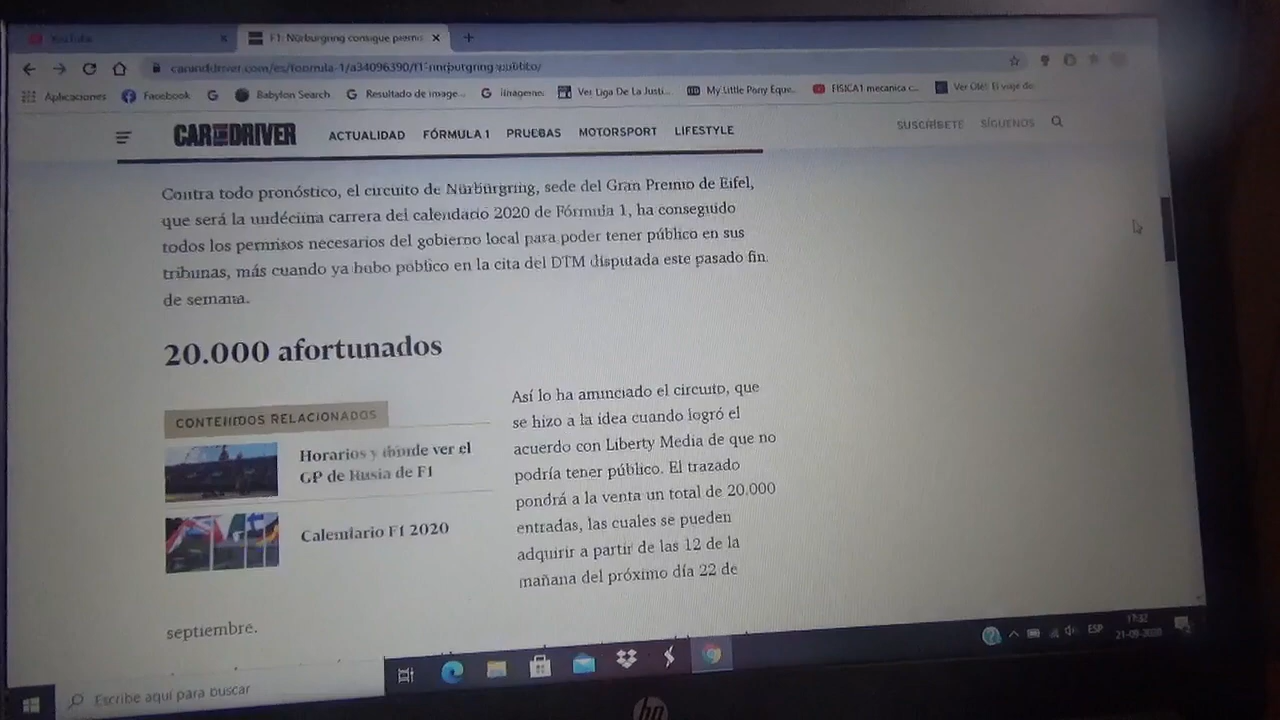 YouTube
F1: Nürburgring consigue permis
caranddriver.com/es/formula-1/a34096390/f1-nurburgring-publico/
Aplicaciones Facebook Babylon Search Resultado de image... Imagenes Ver Liga De La Justi... My Little Pony Eque... FISICA1 mecanica c... Ver Olé! El viaje de
CAR AND DRIVER ACTUALIDAD FÓRMULA 1 PRUEBAS MOTORSPORT LIFESTYLE SUSCRÍBETE SÍGUENOS
Contra todo pronóstico, el circuito de Nürbürgring, sede del Gran Premio de Eifel,
que será la undécima carrera del calendario 2020 de Fórmula 1, ha conseguido
todos los permisos necesarios del gobierno local para poder tener público en sus
tribunas, más cuando ya hubo público en la cita del DTM disputada este pasado fin
de semana.
20.000 afortunados
CONTENIDOS RELACIONADOS
Horarios y dónde ver el
GP de Rusia de F1
Calendario F1 2020
Así lo ha anunciado el circuito, que
se hizo a la idea cuando logró el
acuerdo con Liberty Media de que no
podría tener público. El trazado
pondrá a la venta un total de 20.000
entradas, las cuales se pueden
adquirir a partir de las 12 de la
mañana del próximo día 22 de
septiembre.
Escribe aquí para buscar
ESP
17:32
21-09-2020
hp